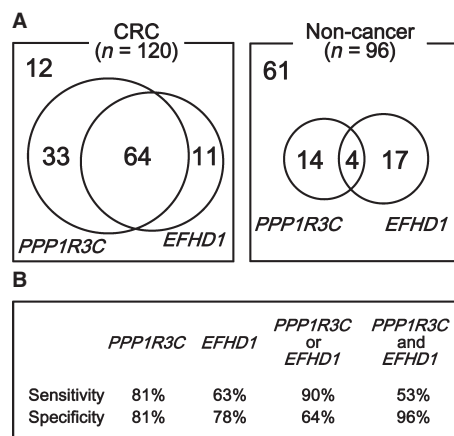 A
CRC
(n = 120)
12
33
64
11
PPP1R3C
EFHD1
Non-cancer
(n = 96)
61
14
4
17
PPP1R3C
EFHD1
B
PPP1R3C EFHD1 PPP1R3C or EFHD1 PPP1R3C and EFHD1
Sensitivity 81% 63% 90% 53%
Specificity 81% 78% 64% 96%